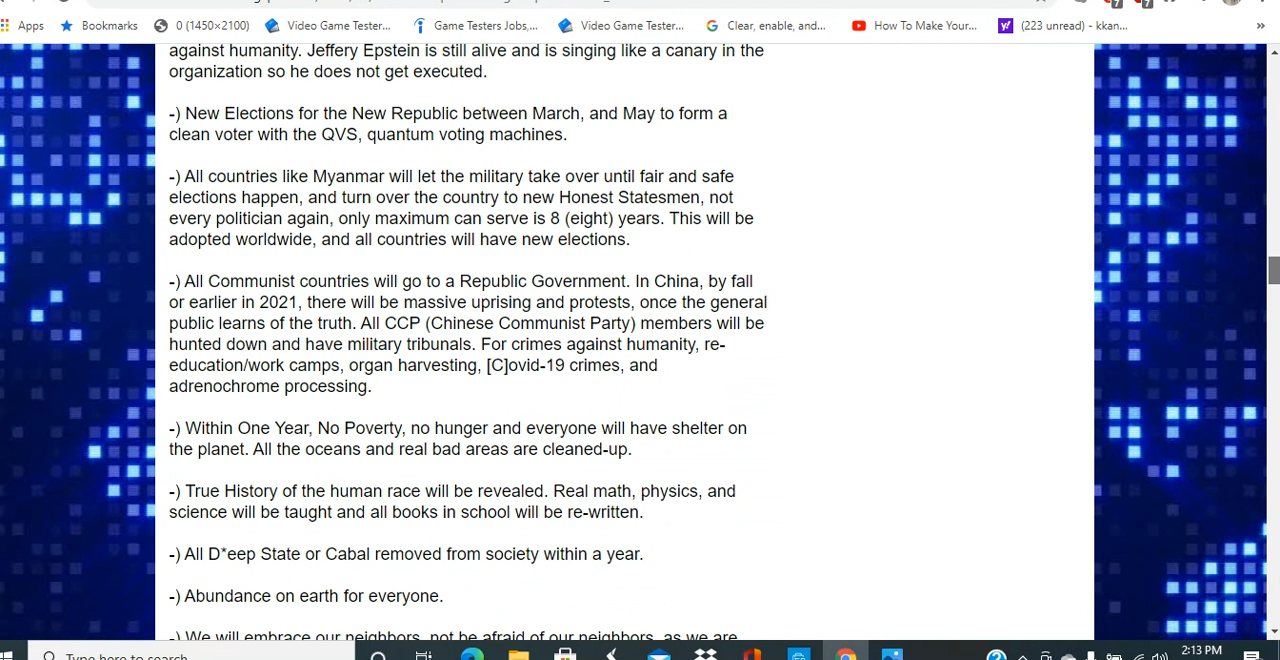 Apps
Bookmarks
0 (1450×2100)
Video Game Tester...
Game Testers Jobs,...
Video Game Tester...
Clear, enable, and...
How To Make Your...
(223 unread) - kkan...
»
against humanity. Jeffery Epstein is still alive and is singing like a canary in the
organization so he does not get executed.
-) New Elections for the New Republic between March, and May to form a
clean voter with the QVS, quantum voting machines.
-) All countries like Myanmar will let the military take over until fair and safe
elections happen, and turn over the country to new Honest Statesmen, not
every politician again, only maximum can serve is 8 (eight) years. This will be
adopted worldwide, and all countries will have new elections.
-) All Communist countries will go to a Republic Government. In China, by fall
or earlier in 2021, there will be massive uprising and protests, once the general
public learns of the truth. All CCP (Chinese Communist Party) members will be
hunted down and have military tribunals. For crimes against humanity, re-
education/work camps, organ harvesting, [C]ovid-19 crimes, and
adrenochrome processing.
-) Within One Year, No Poverty, no hunger and everyone will have shelter on
the planet. All the oceans and real bad areas are cleaned-up.
-) True History of the human race will be revealed. Real math, physics, and
science will be taught and all books in school will be re-written.
-) All D*eep State or Cabal removed from society within a year.
-) Abundance on earth for everyone.
-) We will embrace our neighbors, not be afraid of our neighbors, as we are
Type here to search
2:13 PM